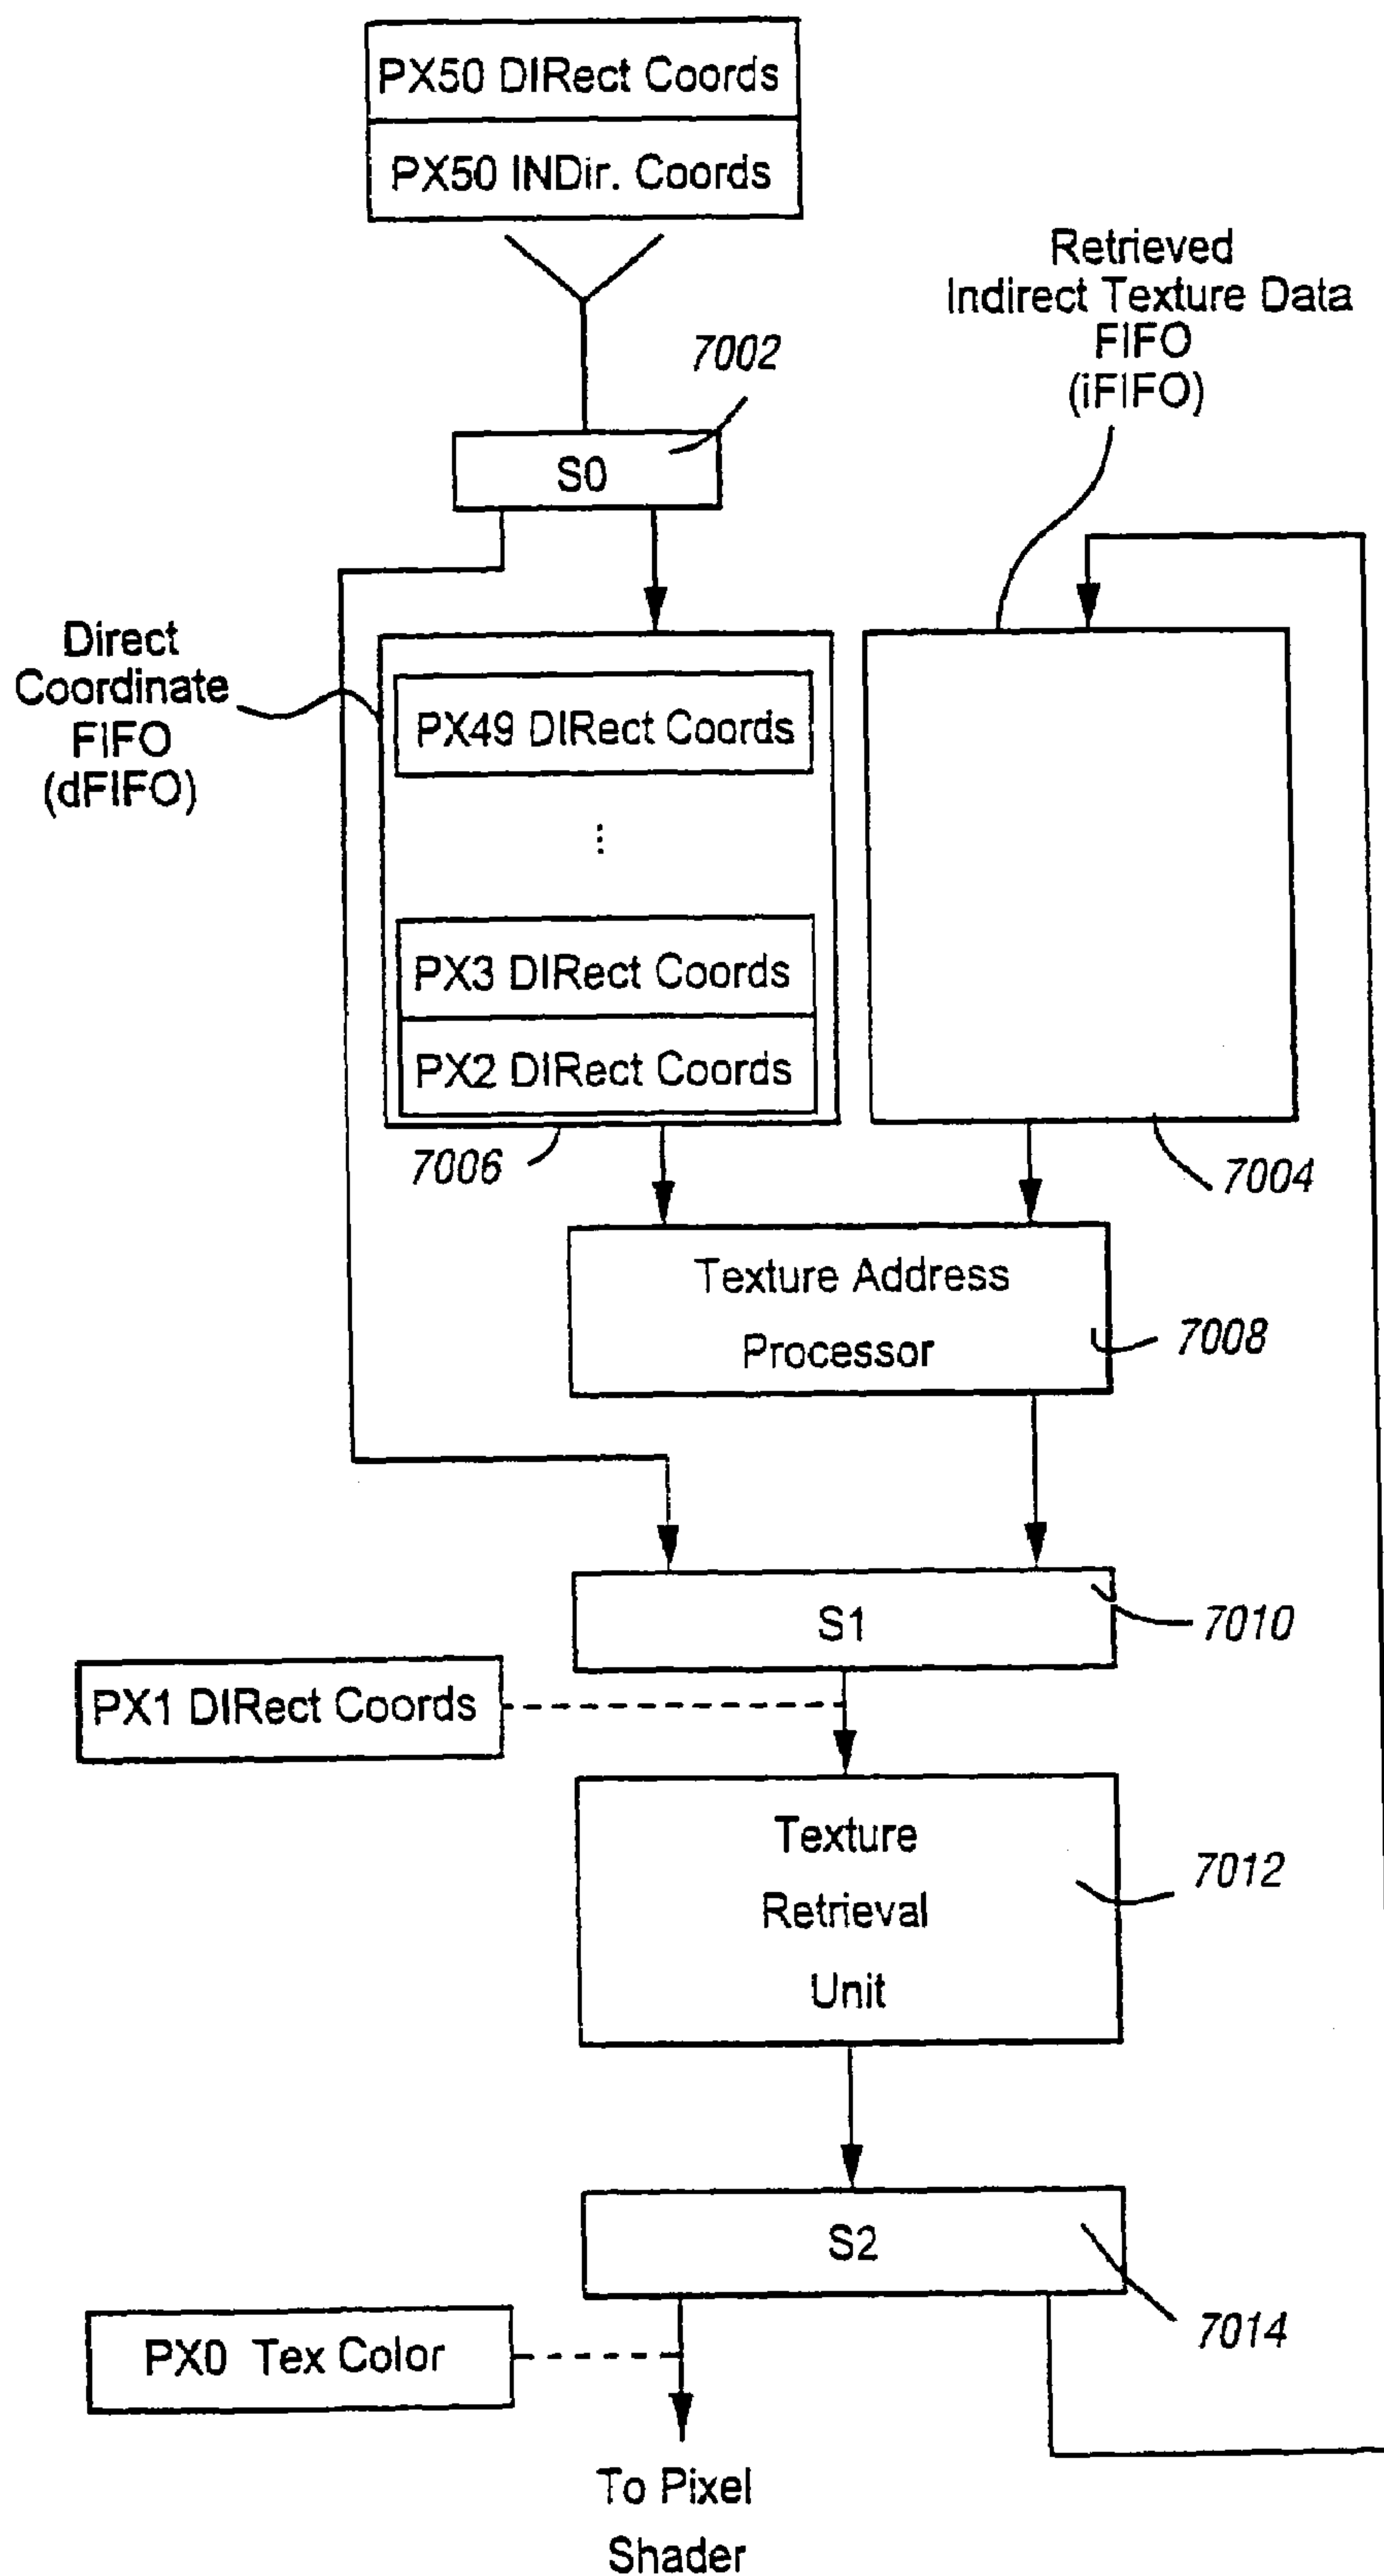 PX50 DIRect Coords
PX50 INDir. Coords
Retrieved
Indirect Texture Data
FIFO
(iFIFO)
7002
S0
Direct
Coordinate
FIFO
(dFIFO)
PX49 DIRect Coords
...
PX3 DIRect Coords
PX2 DIRect Coords
7006
7004
Texture Address
Processor
7008
S1
7010
PX1 DIRect Coords
Texture
Retrieval
Unit
7012
S2
7014
PX0 Tex Color
To Pixel
Shader